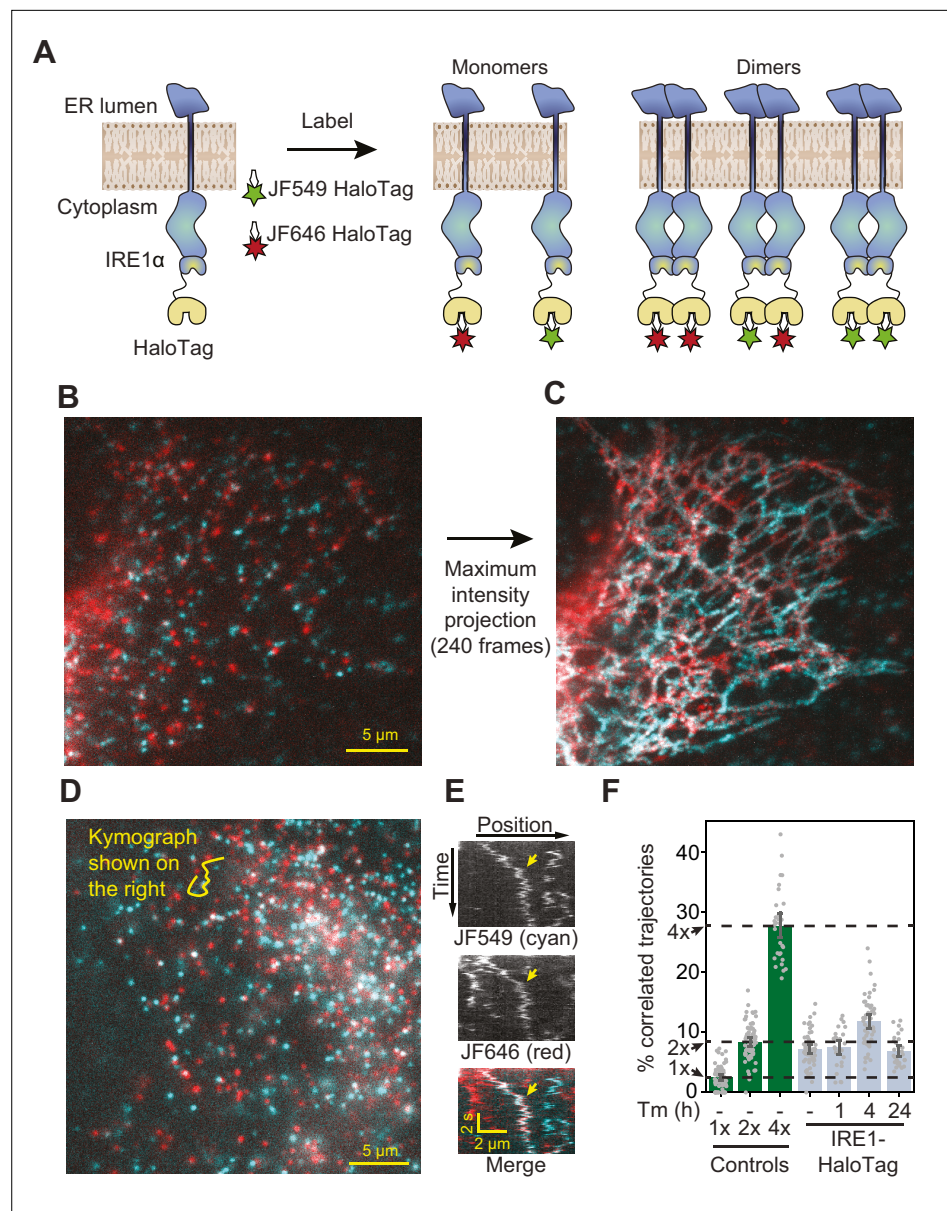 A
Monomers
Dimers
ER lumen
Label
JF549 HaloTag
Cytoplasm
JF646 HaloTag
IRE1α
HaloTag
B
C
Maximum
intensity
projection
(240 frames)
5 µm
D
E
F
Kymograph
shown on
the right
5 µm
Position
Time
JF549 (cyan)
JF646 (red)
2 s
2 µm
Merge
% correlated trajectories
40
30
4x
20
10
2x
1x
0
Tm (h) - - - - 1 4 24
1x 2x 4x
Controls
IRE1-
HaloTag